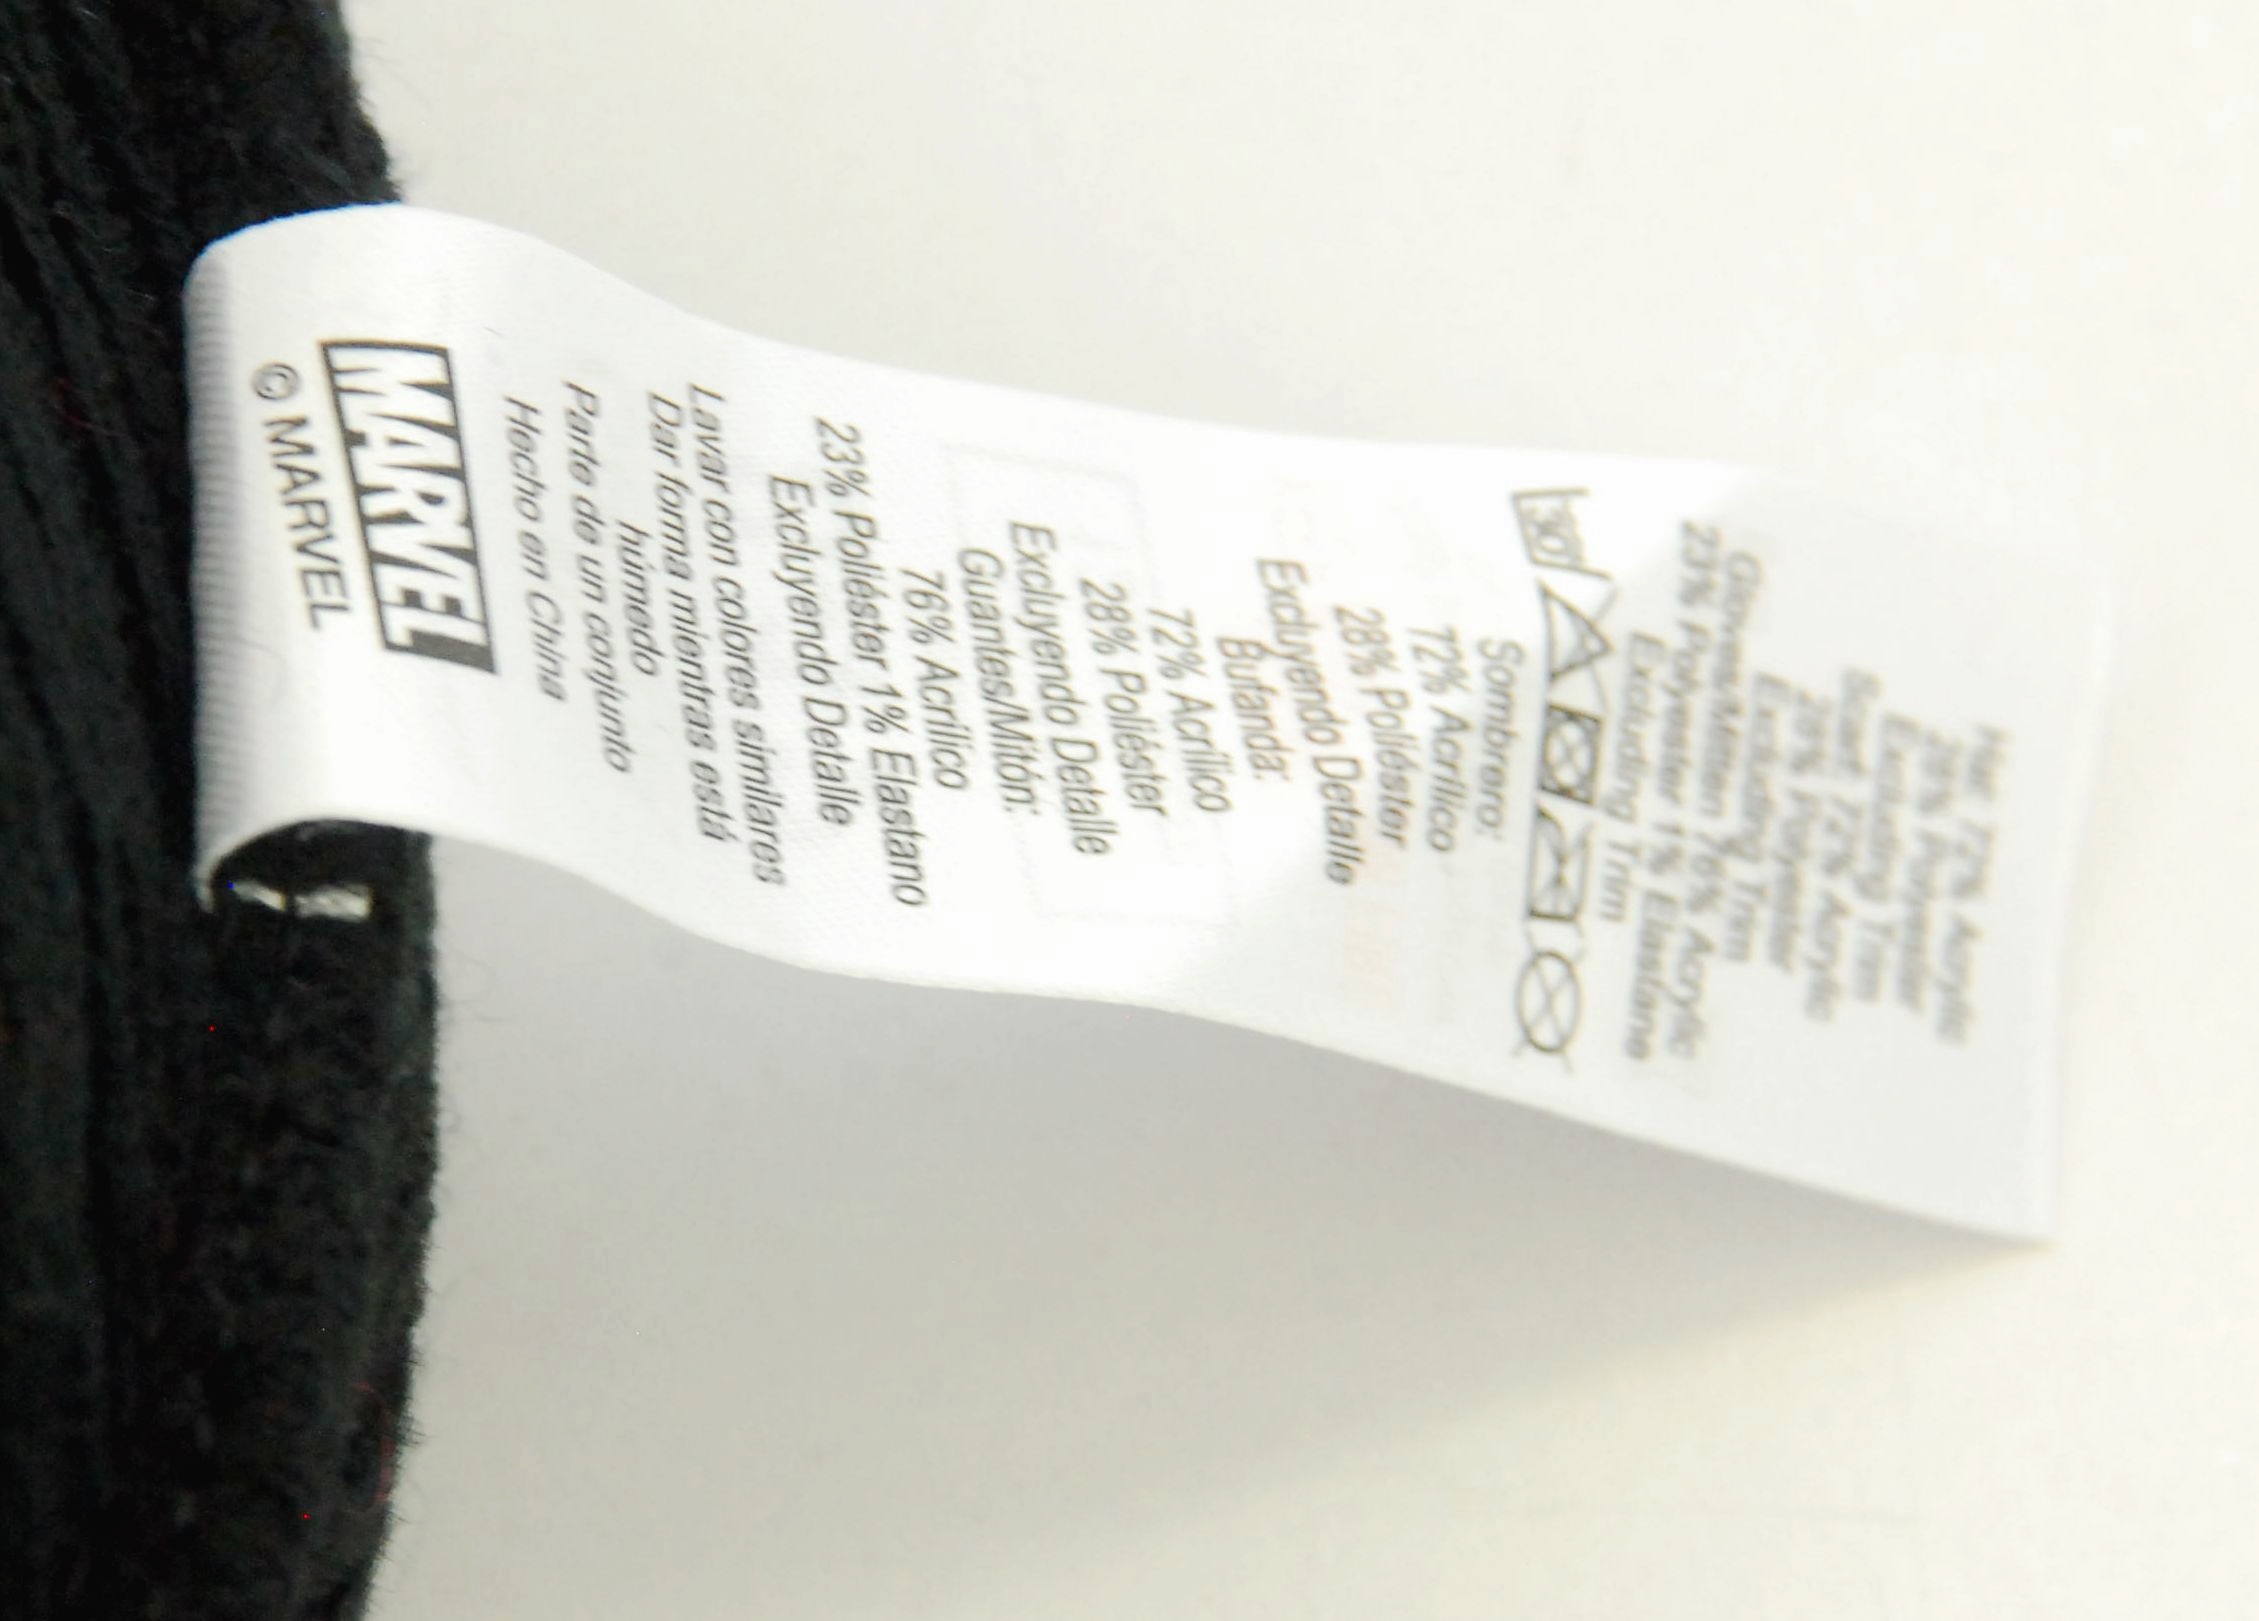 Hat: 72% Acrylic
28% Polyester
Excluding Trim
Scarf: 72% Acrylic
28% Polyester
Excluding Trim
Gloves/Mitten 76% Acrylic
23% Polyester 1% Elastane
Excluding Trim
30
Sombrero:
72% Acrílico
28% Poliéster
Excluyendo Detalle
Bufanda:
72% Acrílico
28% Poliéster
Excluyendo Detalle
Guantes/Mitón:
76% Acrílico
23% Poliéster 1% Elastano
Excluyendo Detalle
Lavar con colores similares
Dar forma mientras está
húmedo
Parte de un conjunto
Hecho en China
MARVEL
© MARVEL